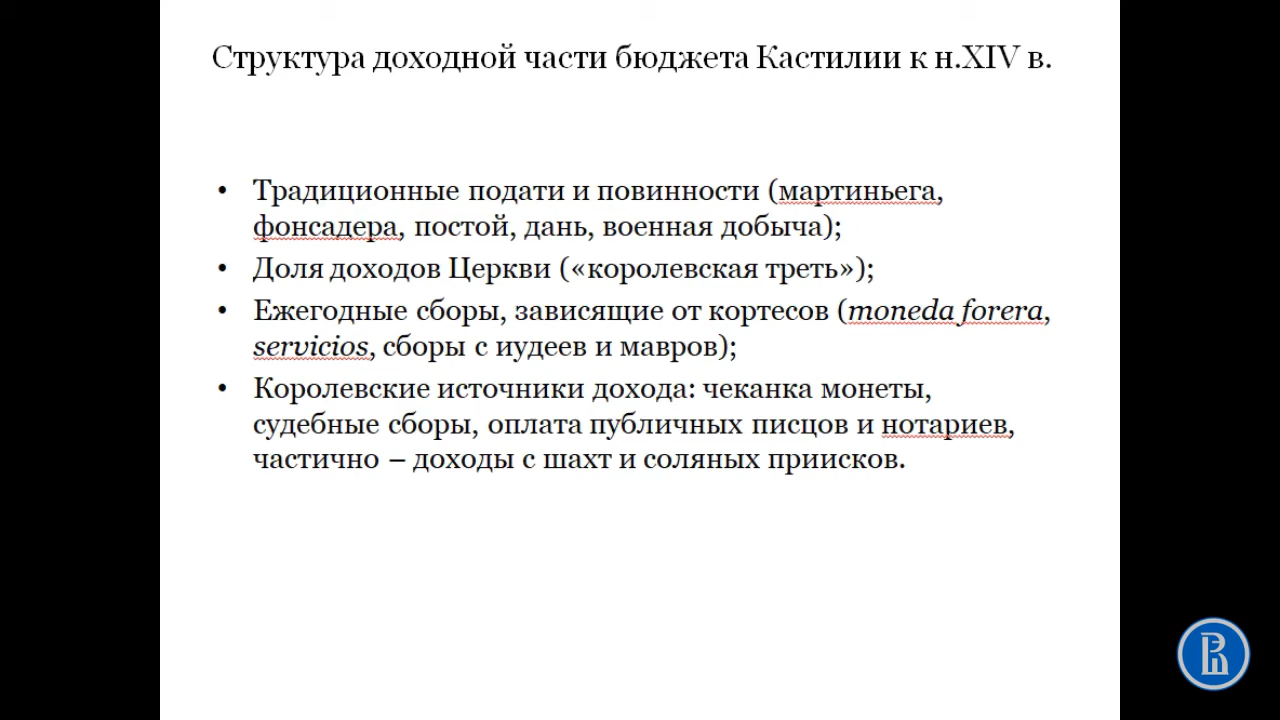 Структура доходной части бюджета Кастилии к н.XIV в.
• Традиционные подати и повинности (мартиньега,
фонсадера, постой, дань, военная добыча);
• Доля доходов Церкви («королевская треть»);
• Ежегодные сборы, зависящие от кортесов (moneda forera,
servicios, сборы с иудеев и мавров);
• Королевские источники дохода: чеканка монеты,
судебные сборы, оплата публичных писцов и нотариев,
частично – доходы с шахт и соляных приисков.